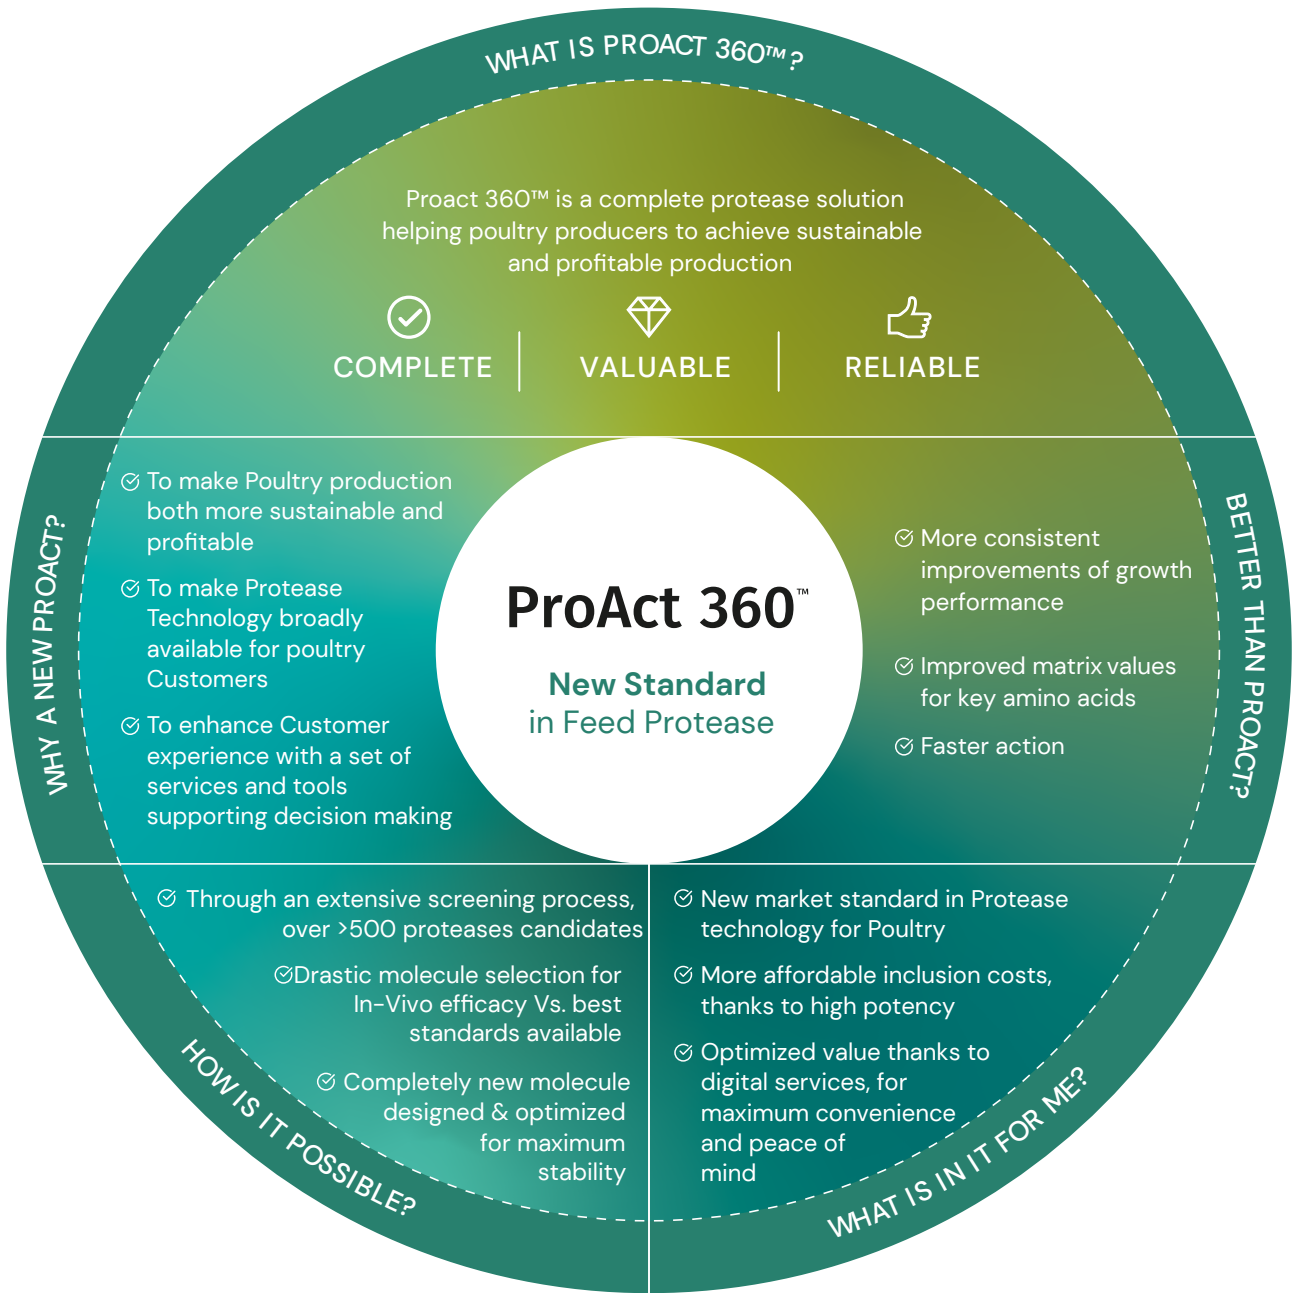 WHAT IS PROACT 360™?
Proact 360™ is a complete protease solution
helping poultry producers to achieve sustainable
and profitable production
COMPLETE
VALUABLE
RELIABLE
WHY A NEW PROACT?
To make Poultry production
both more sustainable and
profitable
To make Protease
Technology broadly
available for poultry
Customers
To enhance Customer
experience with a set of
services and tools
supporting decision making
ProAct 360™
New Standard
in Feed Protease
BETTER THAN PROACT?
More consistent
improvements of growth
performance
Improved matrix values
for key amino acids
Faster action
HOW IS IT POSSIBLE?
Through an extensive screening process,
over >500 proteases candidates
Drastic molecule selection for
In-Vivo efficacy Vs. best
standards available
Completely new molecule
designed & optimized
for maximum
stability
WHAT IS IN IT FOR ME?
New market standard in Protease
technology for Poultry
More affordable inclusion costs,
thanks to high potency
Optimized value thanks to
digital services, for
maximum convenience
and peace of
mind